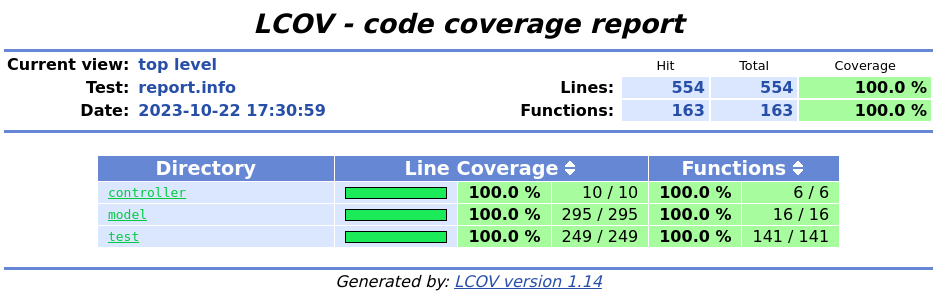 LCOV - code coverage report
Current view: top level Hit Total Coverage
Test: report.info Lines: 554 554 100.0 %
Date: 2023-10-22 17:30:59 Functions: 163 163 100.0 %
Directory Line Coverage Functions
controller 100.0 % 10 / 10 100.0 % 6 / 6
model 100.0 % 295 / 295 100.0 % 16 / 16
test 100.0 % 249 / 249 100.0 % 141 / 141
Generated by: LCOV version 1.14